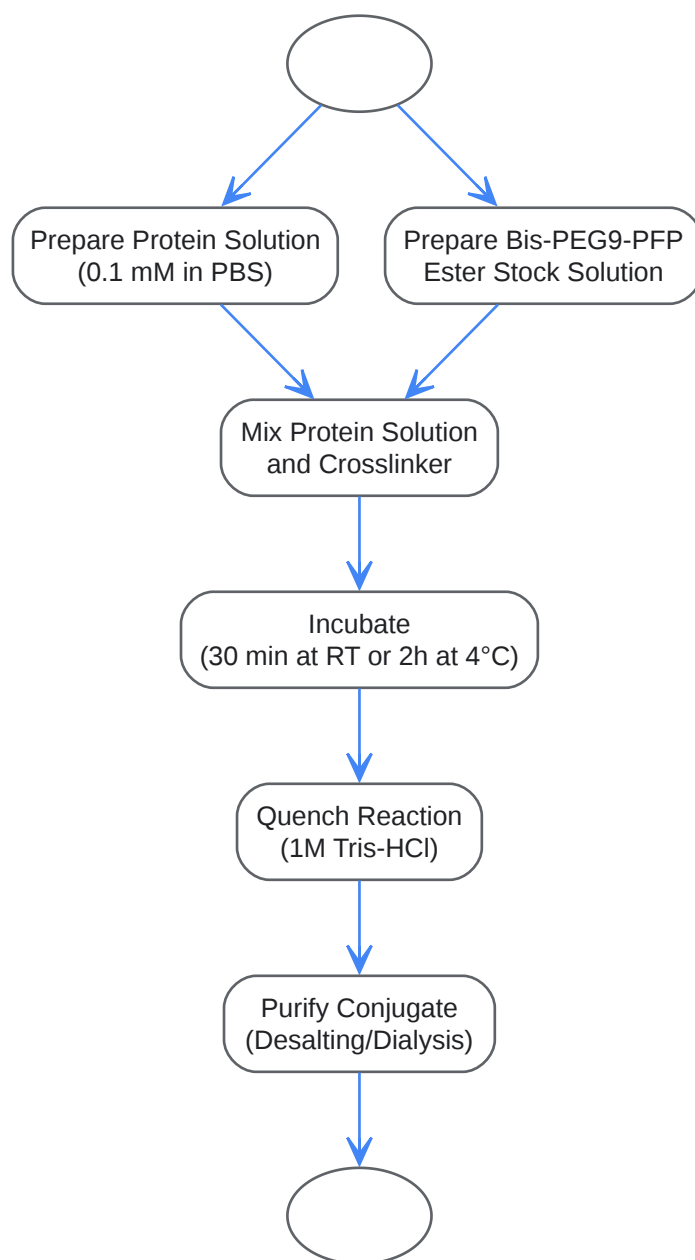 Prepare Protein Solution
(0.1 mM in PBS)
Prepare Bis-PEG9-PFP
Ester Stock Solution
Mix Protein Solution
and Crosslinker
Incubate
(30 min at RT or 2h at 4°C)
Quench Reaction
(1M Tris-HCl)
Purify Conjugate
(Desalting/Dialysis)